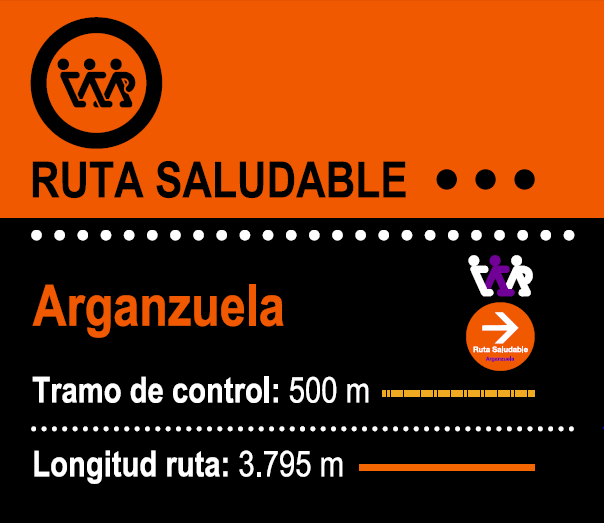 RUTA SALUDABLE
Arganzuela
Ruta Saludable
Arganzuela
Tramo de control: 500 m
Longitud ruta: 3.795 m